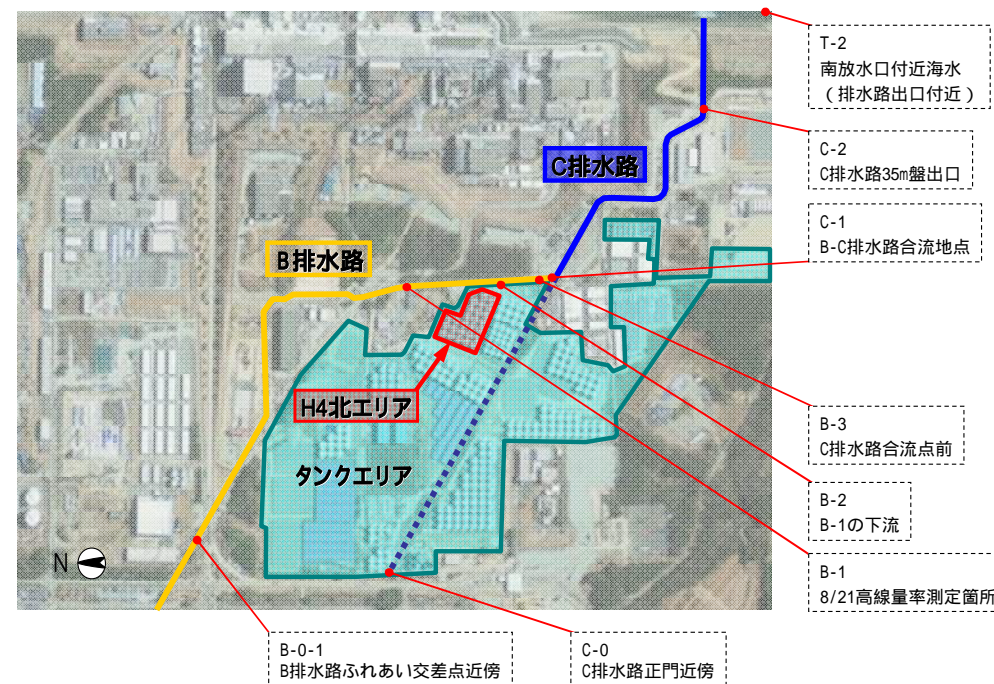 T-2
南放水口付近海水
(排水路出口付近)
C-2
C排水路35m盤出口
C排水路
C-1
B-C排水路合流地点
B排水路
H4北エリア
タンクエリア
B-3
C排水路合流点前
B-2
B-1の下流
N
B-1
8/21高線量率測定箇所
B-0-1
B排水路ふれあい交差点近傍
C-0
C排水路正門近傍